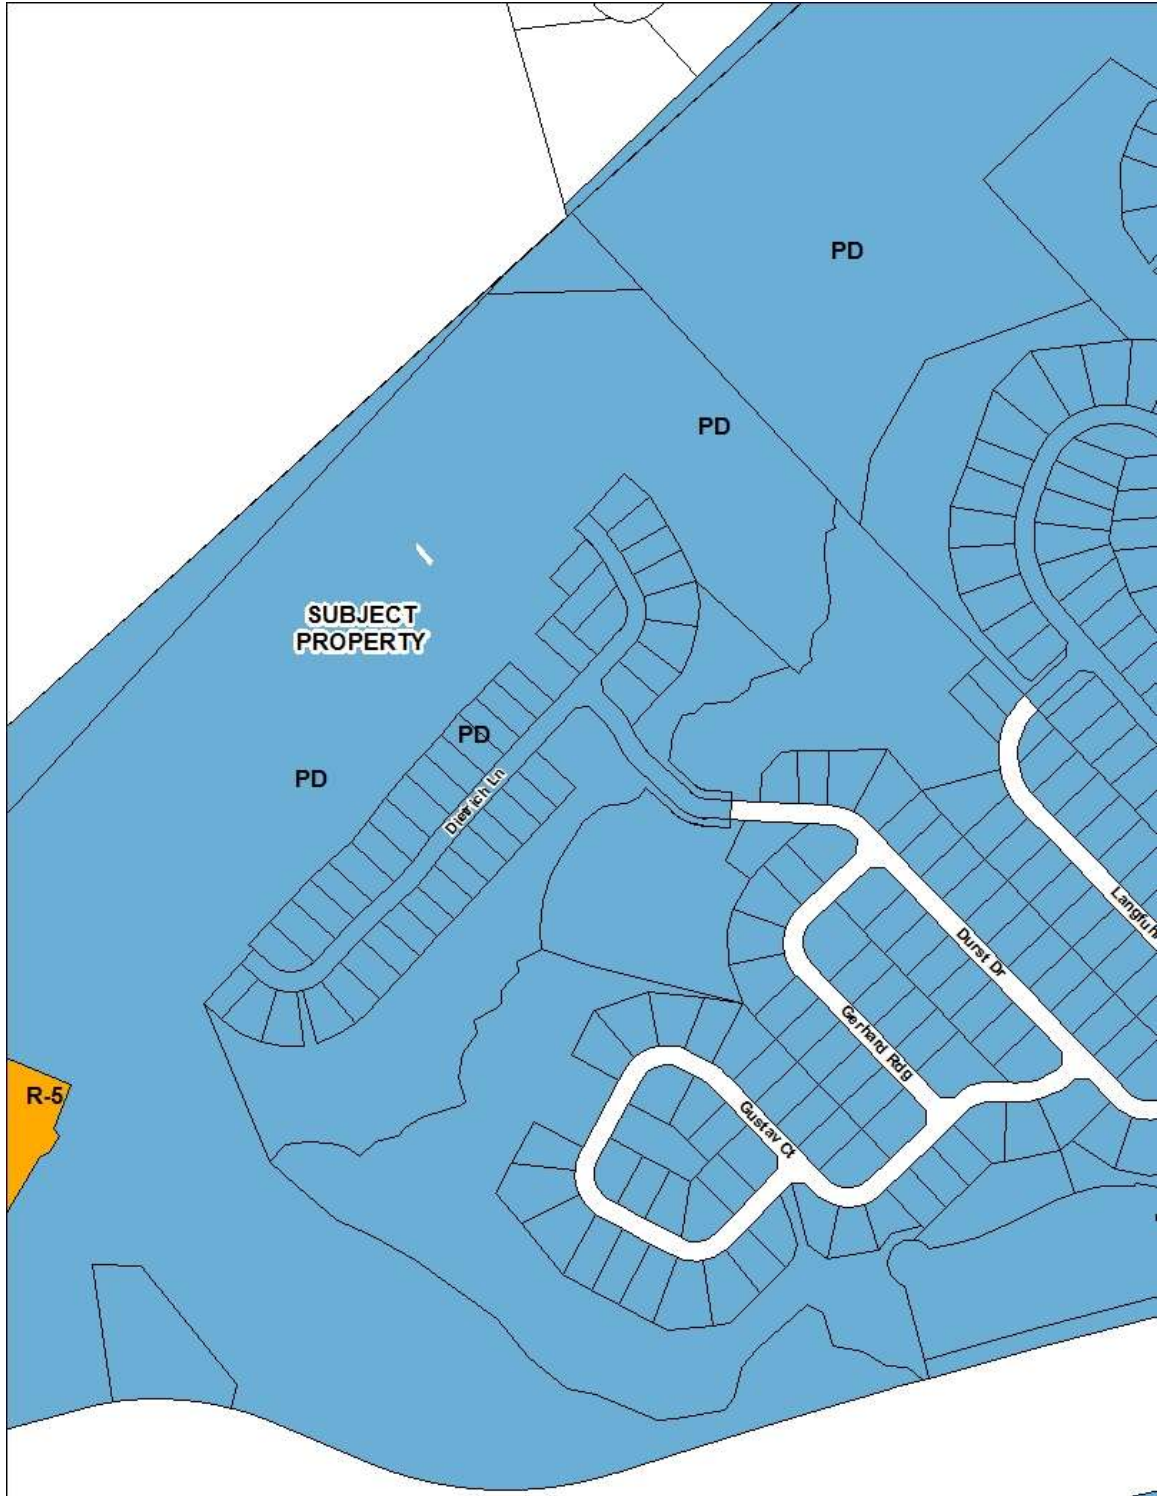 PD
PD
SUBJECT
PROPERTY
PD
PD
Dietrich Ln
Durst Dr
Gerhard Rdg
Gustav Ct
R-5